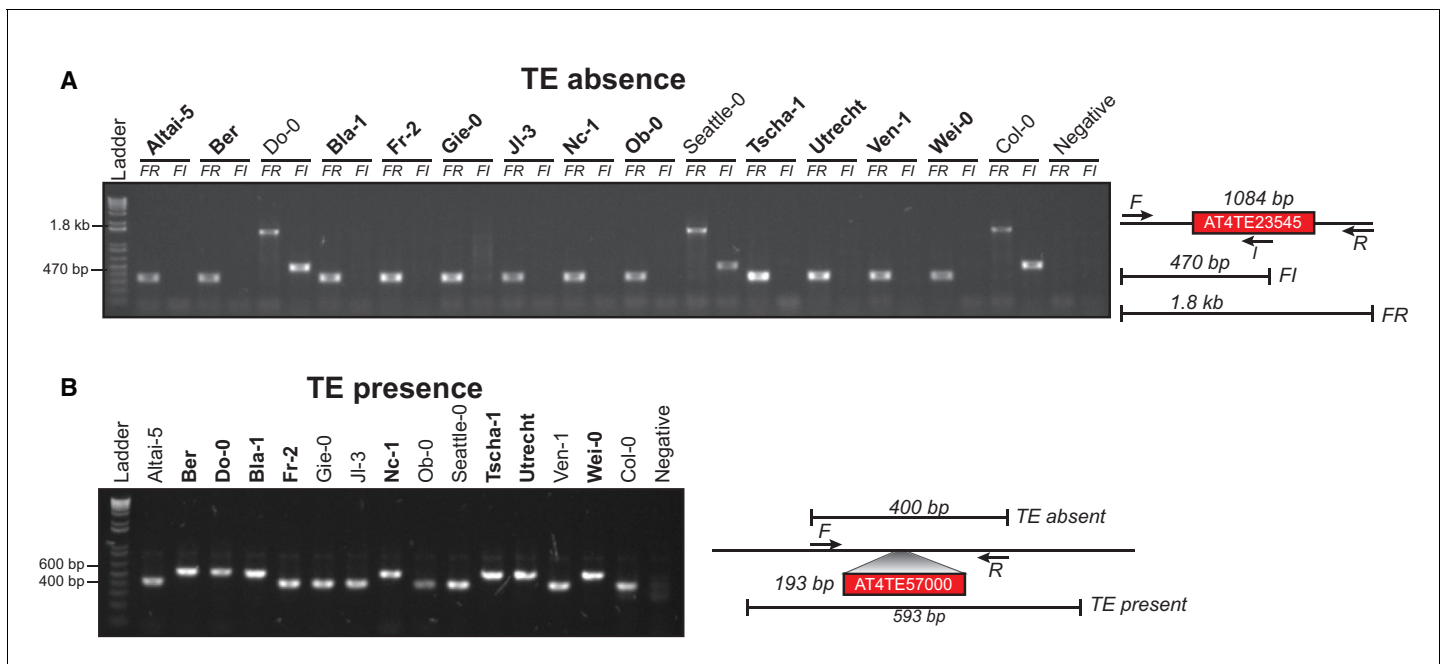 A
TE absence
Ladder
Altai-5
Ber
Do-0
Bla-1
Fr-2
Gie-0
Jl-3
Nc-1
Ob-0
Seattle-0
Tscha-1
Utrecht
Ven-1
Wei-0
Col-0
Negative
FR FI FR FI FR FI FR FI FR FI FR FI FR FI FR FI FR FI FR FI FR FI FR FI FR FI FR FI FR FI FR FI
1.8 kb
470 bp
F
1084 bp
AT4TE23545
I
R
470 bp
FI
1.8 kb
FR
B
TE presence
Ladder
Altai-5
Ber
Do-0
Bla-1
Fr-2
Gie-0
Jl-3
Nc-1
Ob-0
Seattle-0
Tscha-1
Utrecht
Ven-1
Wei-0
Col-0
Negative
600 bp
400 bp
400 bp
TE absent
F
R
193 bp
AT4TE57000
TE present
593 bp